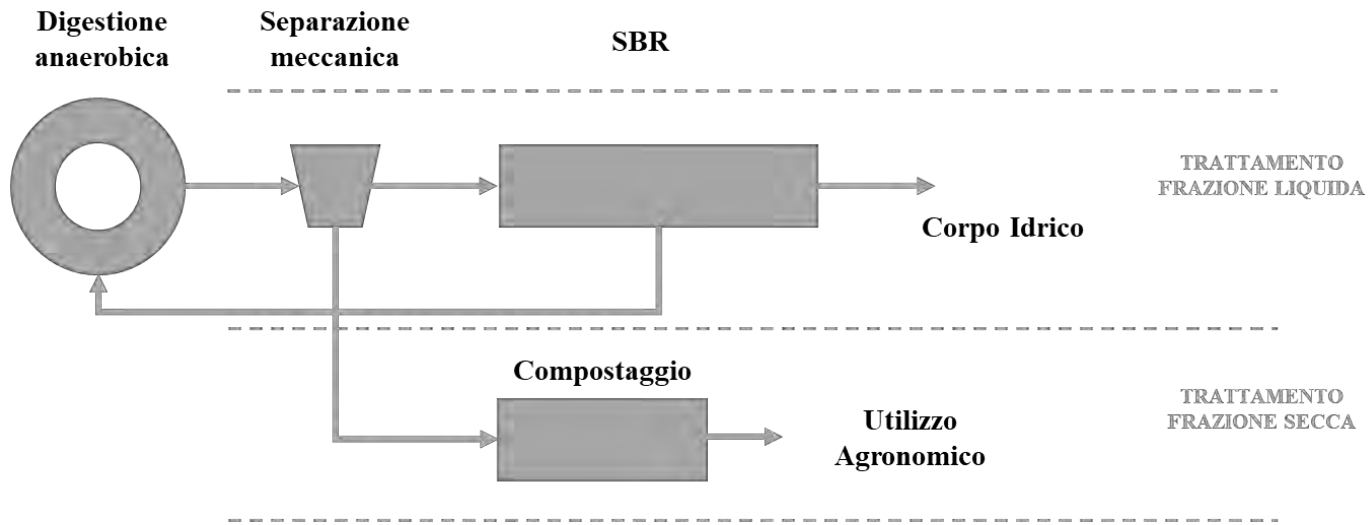 Digestione
anaerobica
Separazione
meccanica
SBR
TRATTAMENTO
FRAZIONE LIQUIDA
Corpo Idrico
Compostaggio
Utilizzo
Agronomico
TRATTAMENTO
FRAZIONE SECCA